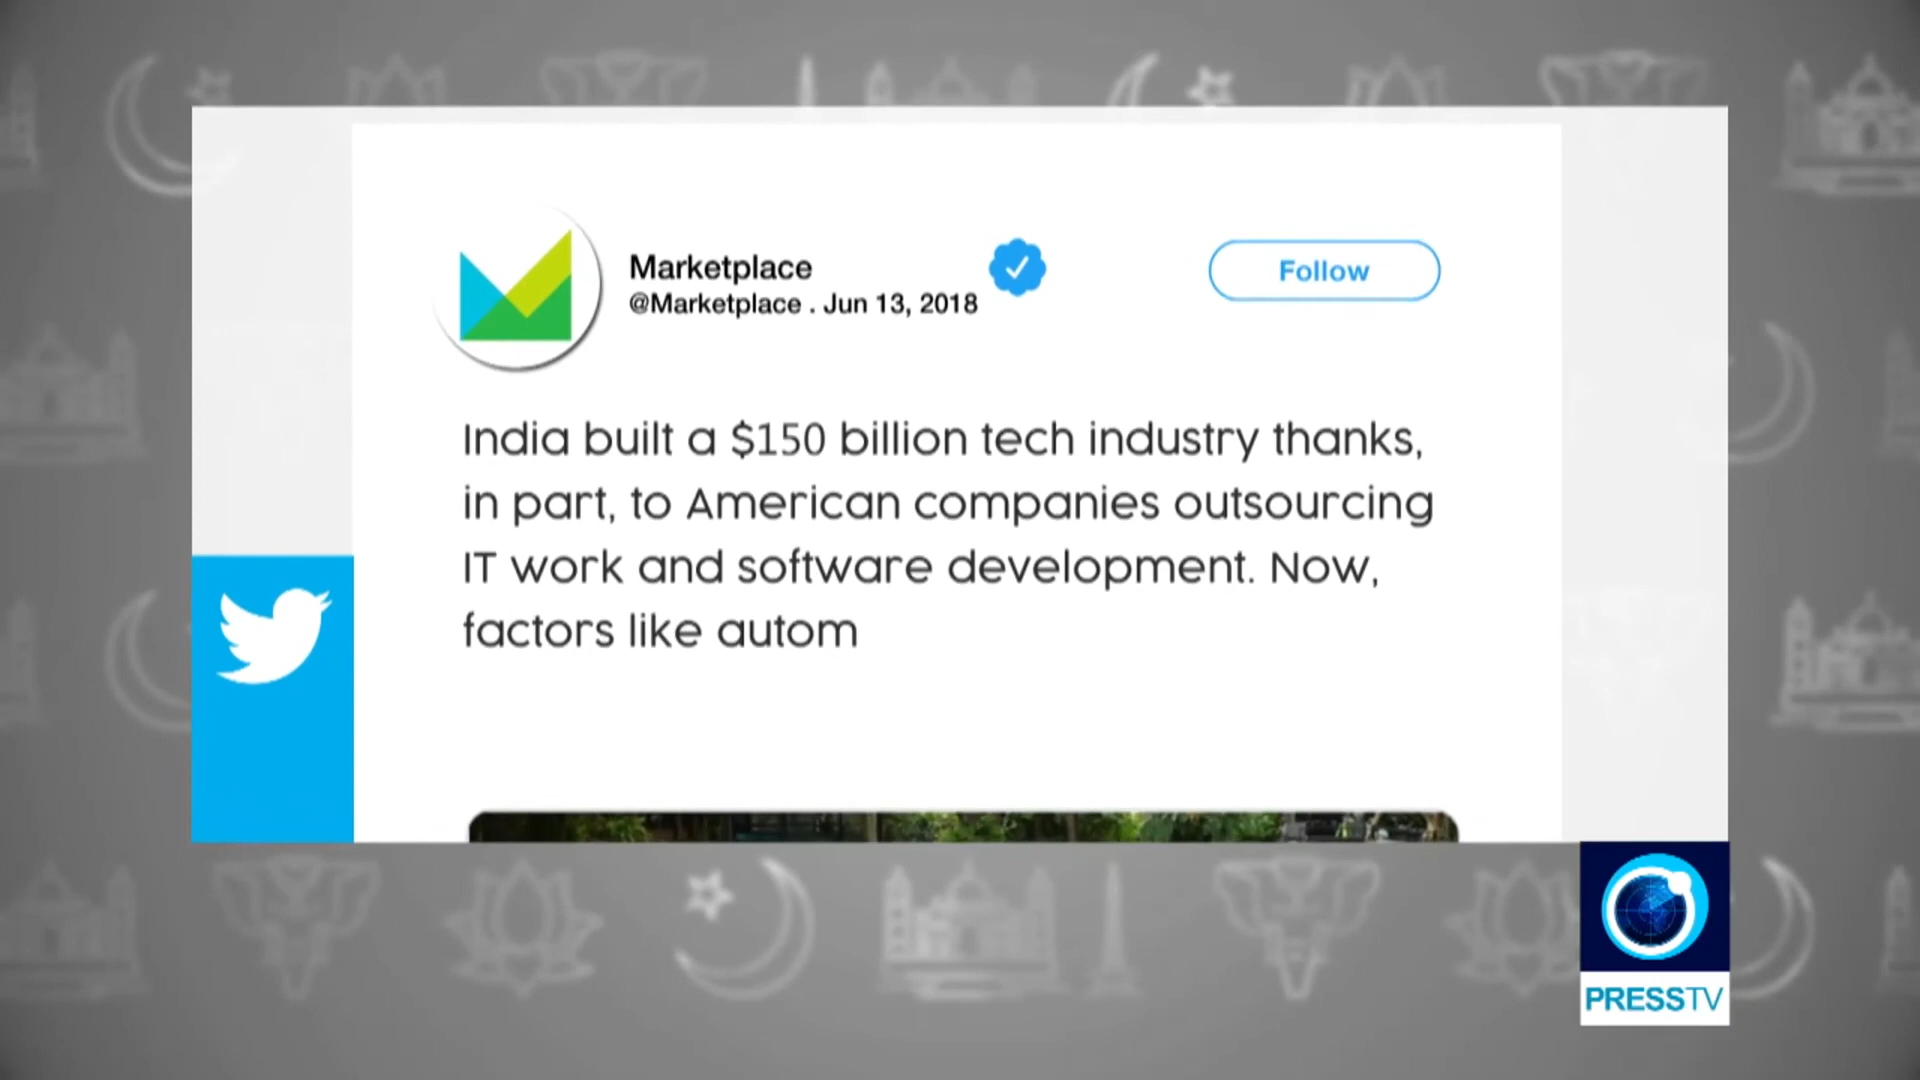 Marketplace
@Marketplace . Jun 13, 2018
Follow
India built a $150 billion tech industry thanks,
in part, to American companies outsourcing
IT work and software development. Now,
factors like autom
PRESSTV